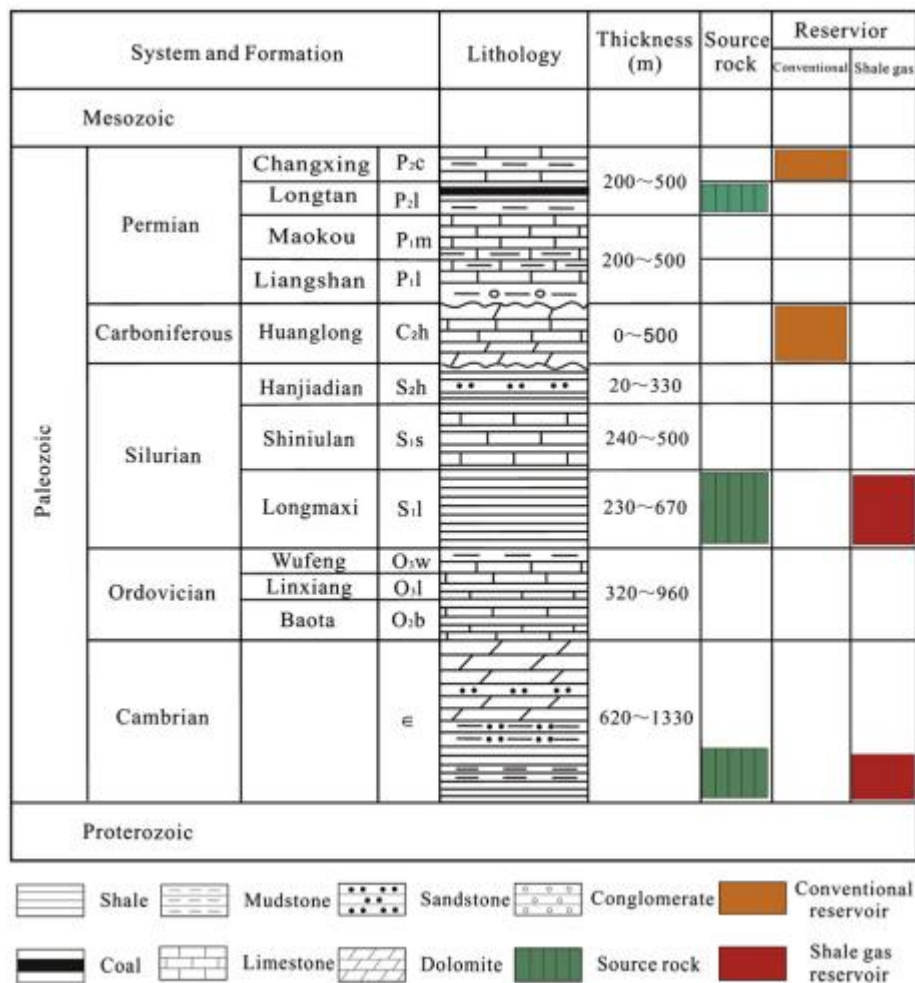 System and Formation Lithology Thickness (m) Source rock Reservior
Conventional Shale gas
Mesozoic
Paleozoic
Permian
Changxing P₂c
200～500
Longtan P₂l
Maokou P₁m
200～500
Liangshan P₁l
Carboniferous Huanglong C₂h 0～500
Silurian
Hanjiadian S₂h 20～330
Shiniulan S₁s 240～500
Longmaxi S₁l 230～670
Ordovician
Wufeng O₃w
Linxiang O₃l 320～960
Baota O₂b
Cambrian ∈ 620～1330
Proterozoic
Shale Mudstone Sandstone Conglomerate Conventional reservoir
Coal Limestone Dolomite Source rock Shale gas reservoir